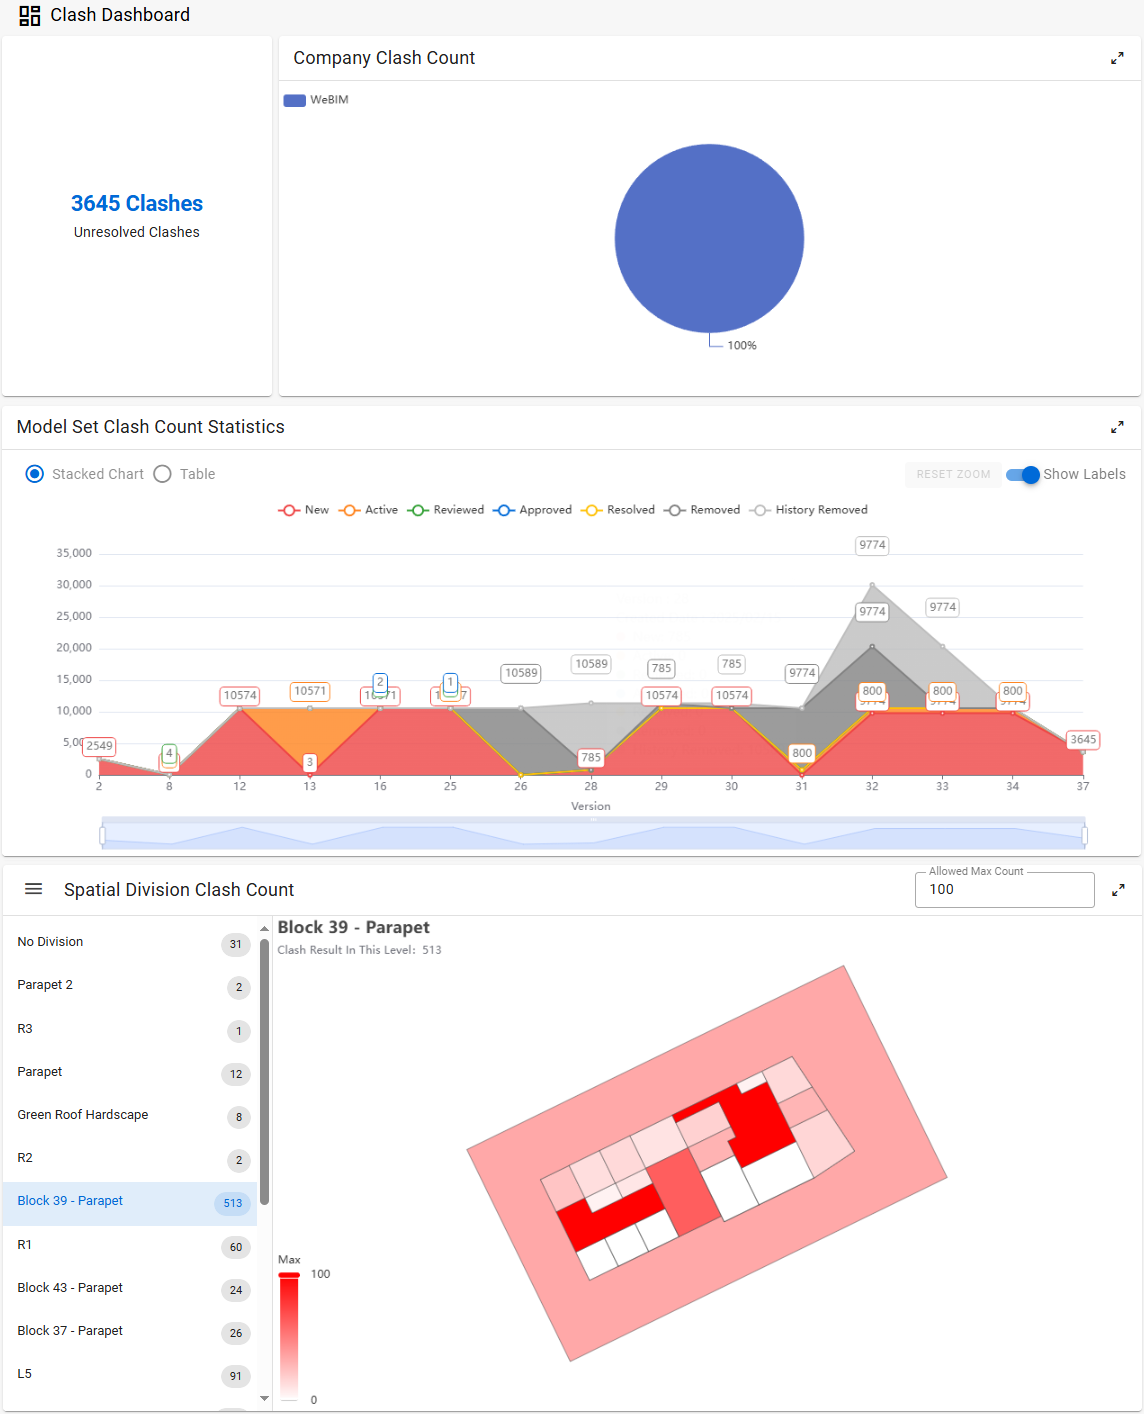 Clash Dashboard
3645 Clashes
Unresolved Clashes
Company Clash Count
WeBIM
100%
Model Set Clash Count Statistics
Stacked Chart
Table
RESET ZOOM
Show Labels
New
Active
Reviewed
Approved
Resolved
Removed
History Removed
35,000
30,000
25,000
20,000
15,000
10,000
0
2549
4
10574
10571
3
2
1
10589
10589
785
785
10574
785
10574
9774
800
9774
9774
800
9774
800
800
3645
2
8
12
13
16
25
26
28
29
30
31
32
33
34
37
Version
Spatial Division Clash Count
Allowed Max Count
100
No Division
31
Parapet 2
2
R3
1
Parapet
12
Green Roof Hardscape
8
R2
2
Block 39 - Parapet
513
R1
60
Block 43 - Parapet
24
Block 37 - Parapet
26
L5
91
Block 39 - Parapet
Clash Result In This Level: 513
Max
100
0